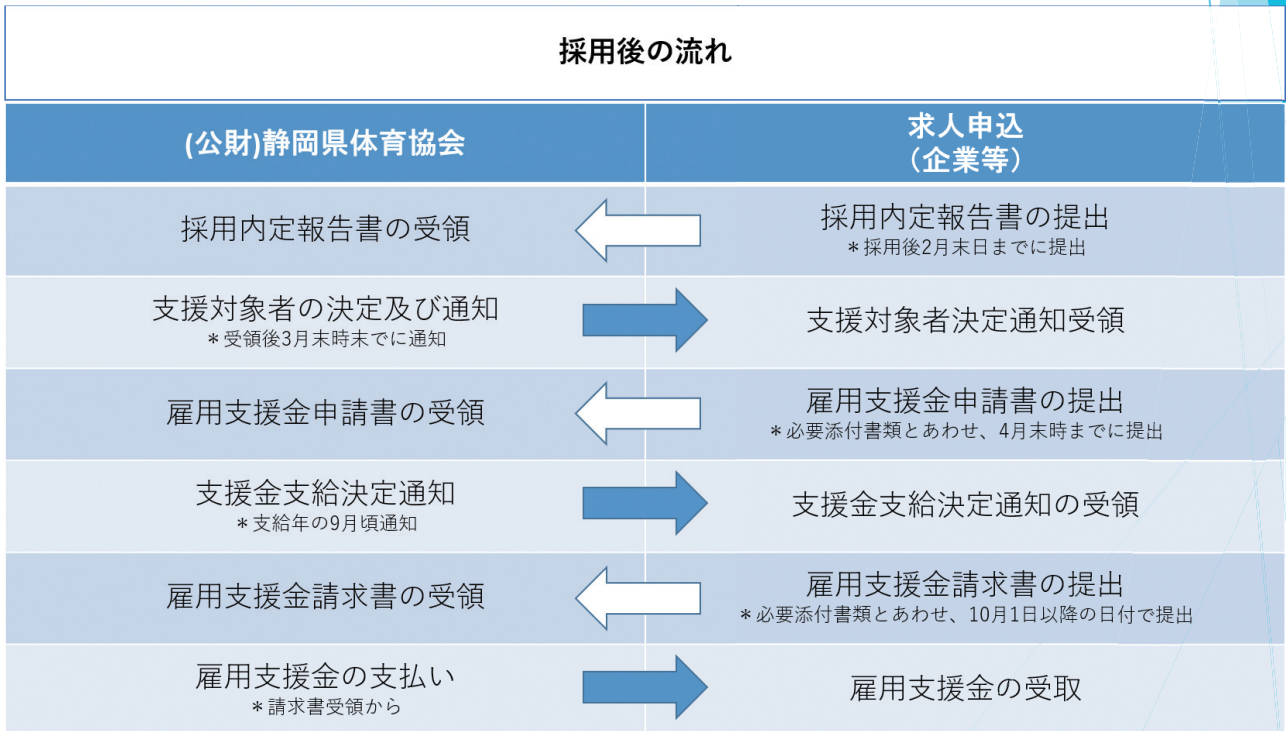 採用後の流れ
(公財)静岡県体育協会
求人申込
（企業等）
採用内定報告書の受領
採用内定報告書の提出
＊採用後2月末日までに提出
支援対象者の決定及び通知
＊受領後3月末時末でに通知
支援対象者決定通知受領
雇用支援金申請書の受領
雇用支援金申請書の提出
＊必要添付書類とあわせ、4月末時までに提出
支援金支給決定通知
＊支給年の9月頃通知
支援金支給決定通知の受領
雇用支援金請求書の受領
雇用支援金請求書の提出
＊必要添付書類とあわせ、10月1日以降の日付で提出
雇用支援金の支払い
＊請求書受領から
雇用支援金の受取